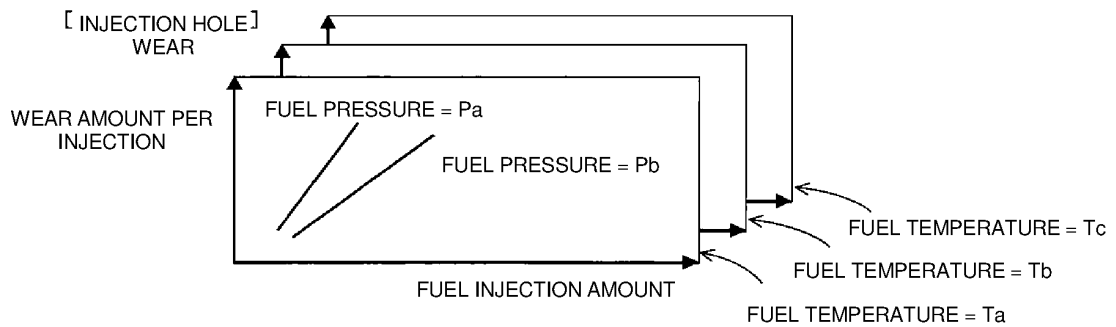 [ INJECTION HOLE ]
WEAR
WEAR AMOUNT PER
INJECTION
FUEL PRESSURE = Pa
FUEL PRESSURE = Pb
FUEL INJECTION AMOUNT
FUEL TEMPERATURE = Tc
FUEL TEMPERATURE = Tb
FUEL TEMPERATURE = Ta